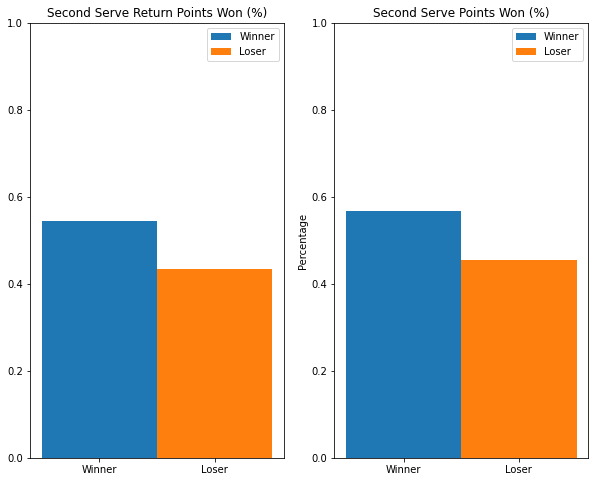 Second Serve Return Points Won (%)
1.0
0.8
0.6
0.4
0.2
0.0
Winner
Loser
Winner
Loser
Second Serve Points Won (%)
Percentage
1.0
0.8
0.6
0.4
0.2
0.0
Winner
Loser
Winner
Loser